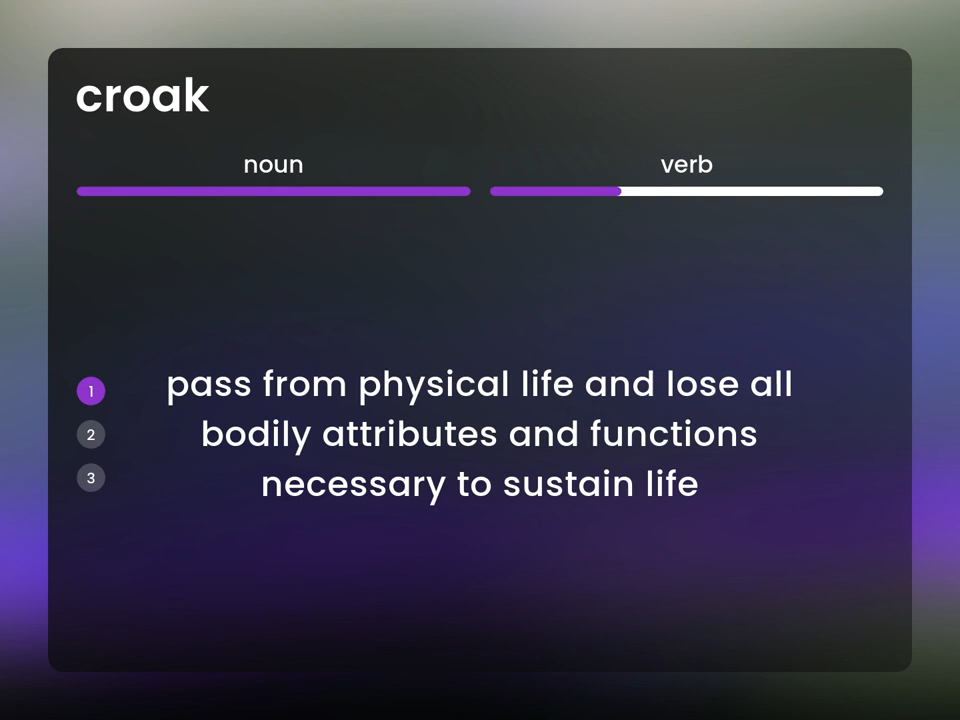 croak
noun
verb
pass from physical life and lose all
bodily attributes and functions
necessary to sustain life
1
2
3